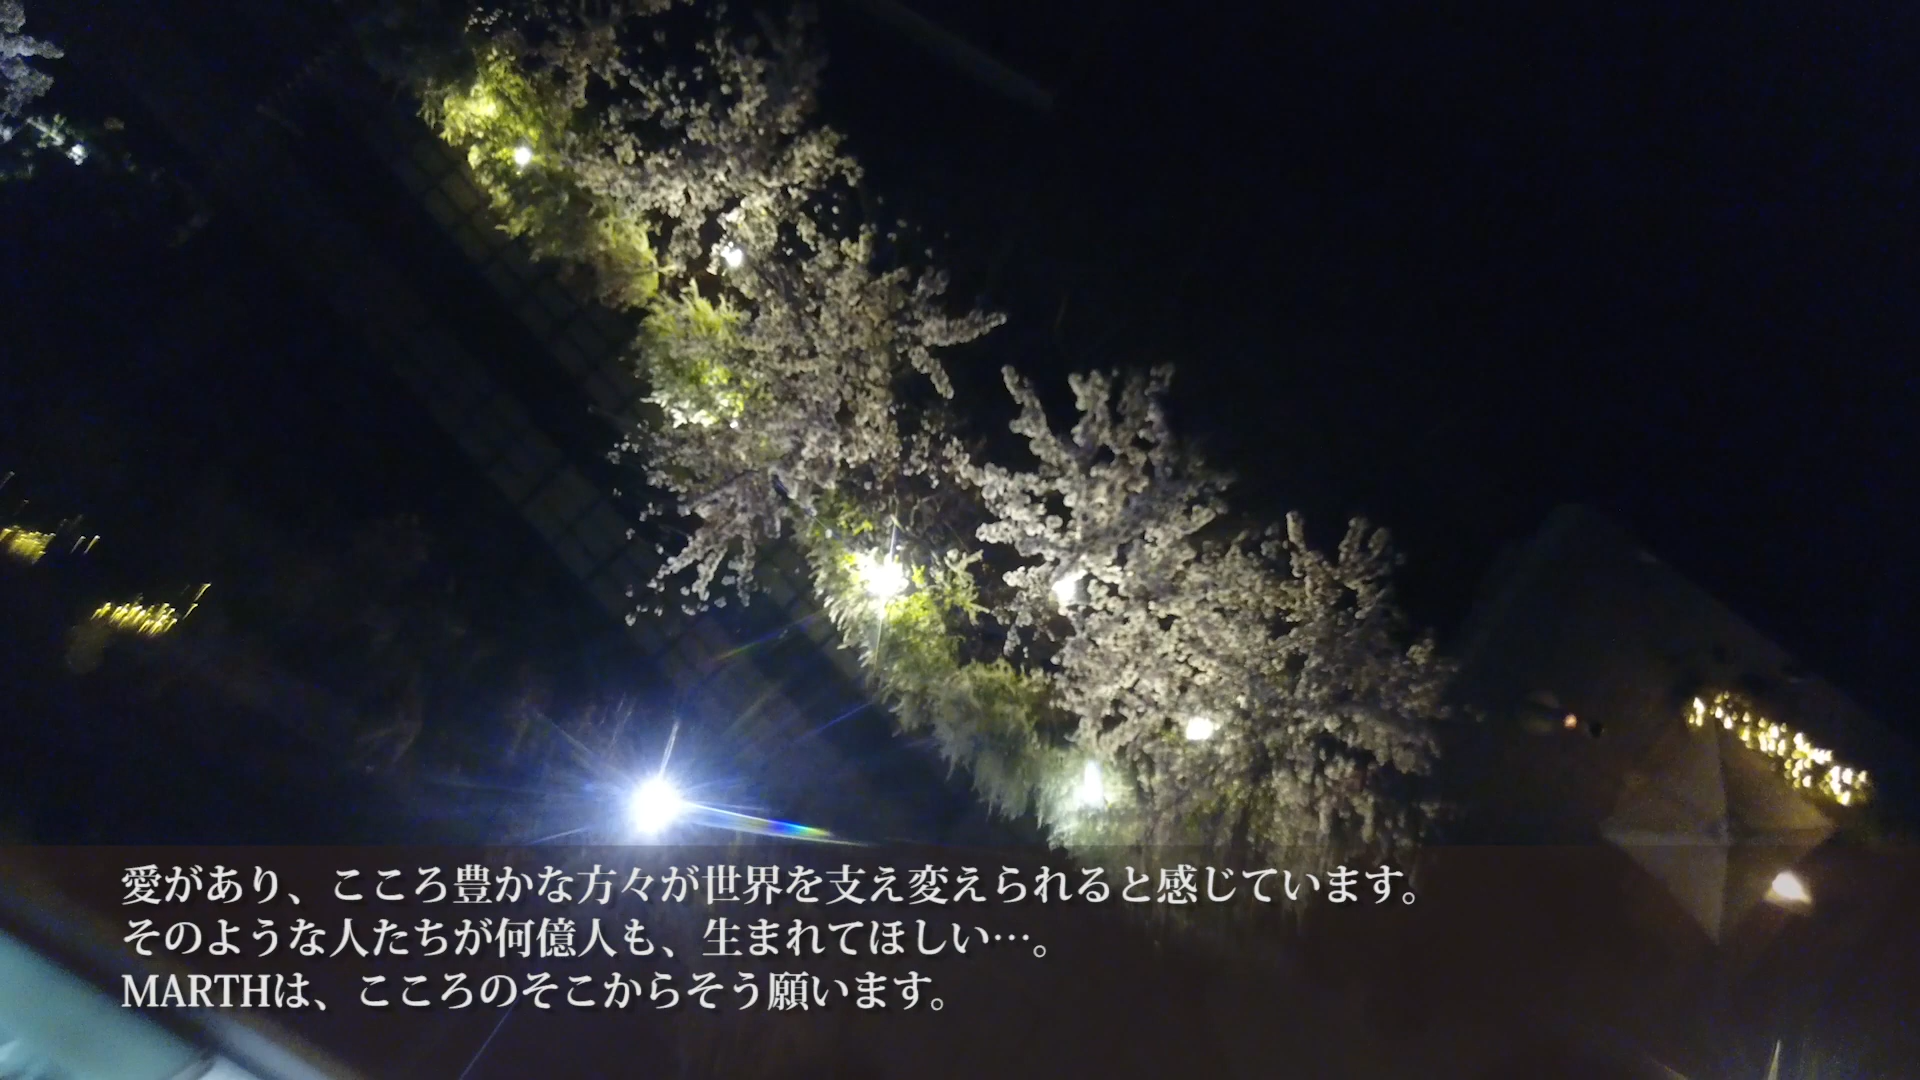 愛があり、こころ豊かな方々が世界を支え変えられると感じています。
そのような人たちが何億人も、生まれてほしい…。
MARTHは、こころのそこからそう願います。